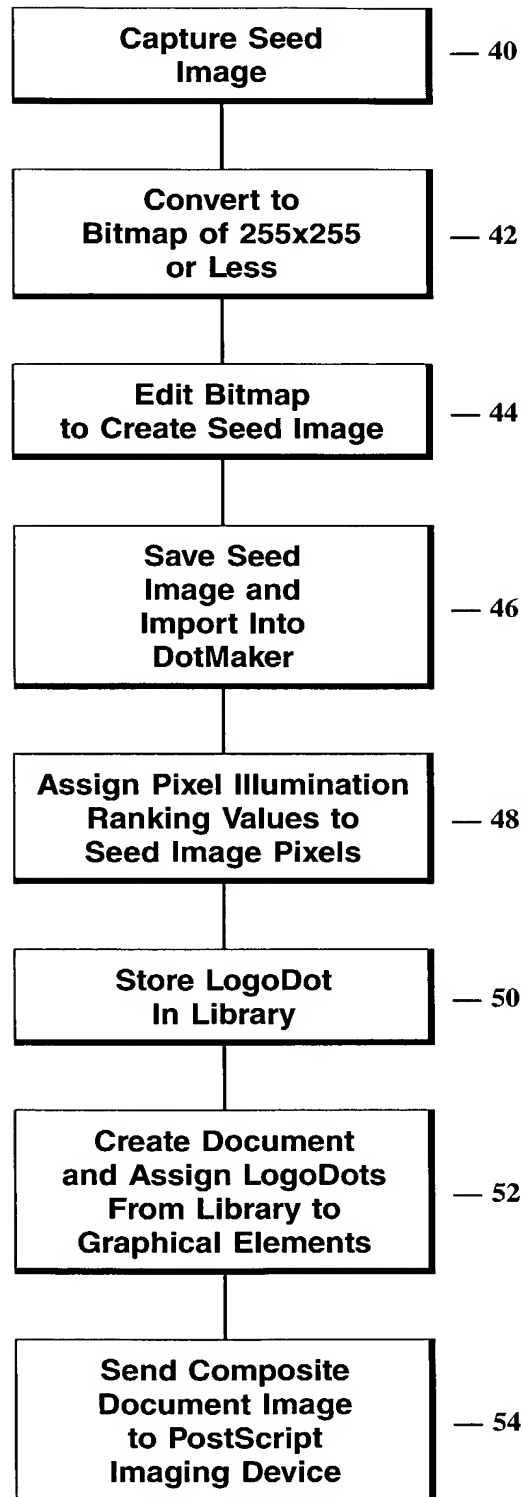 Capture Seed
Image
— 40
Convert to
Bitmap of 255x255
or Less
— 42
Edit Bitmap
to Create Seed Image
— 44
Save Seed
Image and
Import Into
DotMaker
— 46
Assign Pixel Illumination
Ranking Values to
Seed Image Pixels
— 48
Store LogoDot
In Library
— 50
Create Document
and Assign LogoDots
From Library to
Graphical Elements
— 52
Send Composite
Document Image
to PostScript
Imaging Device
— 54